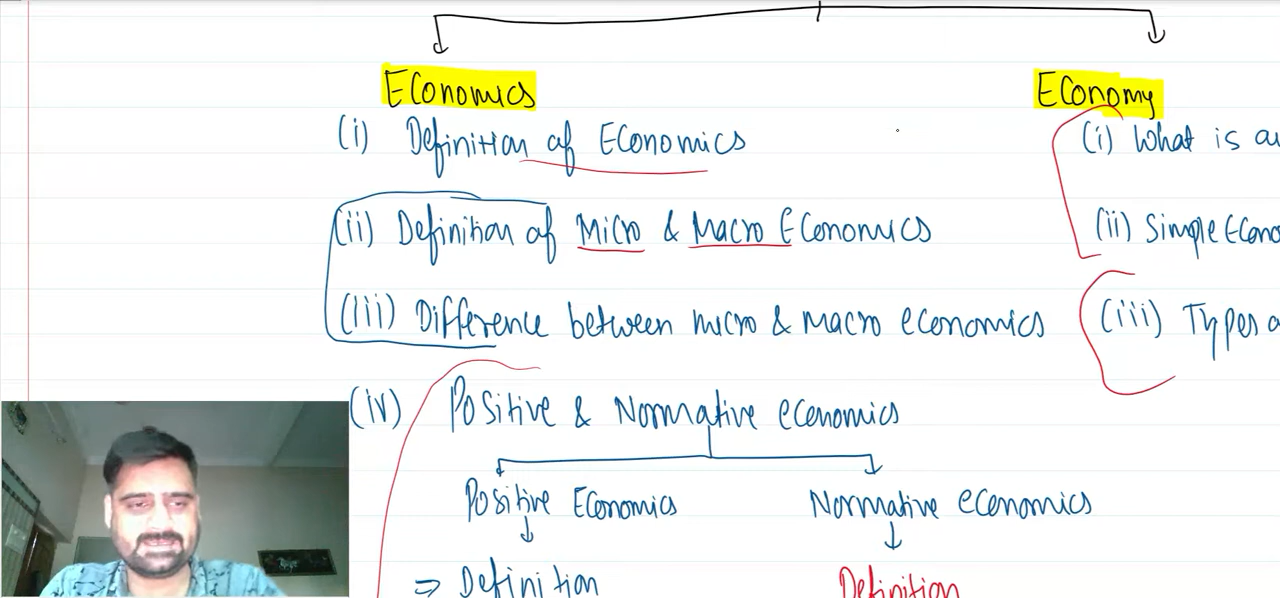 Economics
Economy
(i) Definition of Economics
(i) What is
(ii) Definition of Micro & Macro Economics
(ii) Simple
(iii) Difference between micro & macro economics
(iii) Types
(iv) Positive & Normative economics
Positive Economics
Normative economics
⇒ Definition
Definition